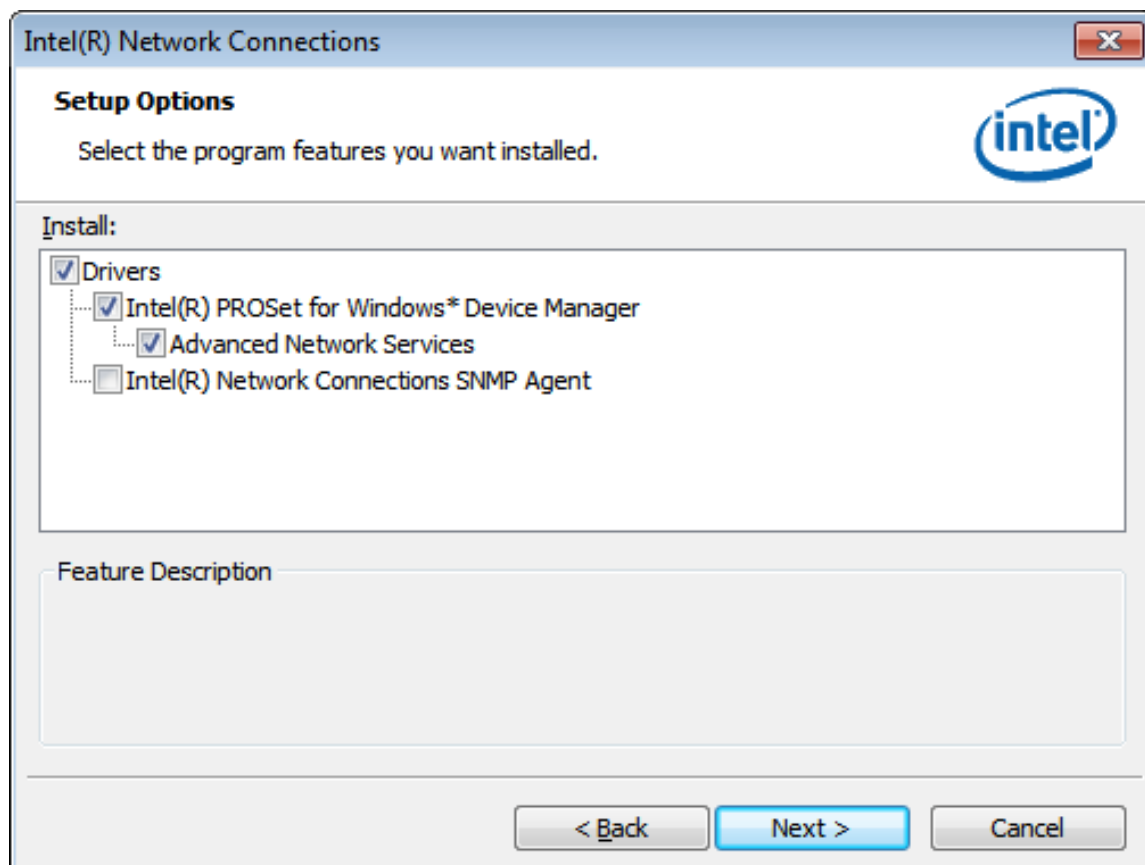 Intel(R) Network Connections
Setup Options
Select the program features you want installed.
intel
Install:
Drivers
Intel(R) PROSet for Windows* Device Manager
Advanced Network Services
Intel(R) Network Connections SNMP Agent
Feature Description
< Back Next > Cancel